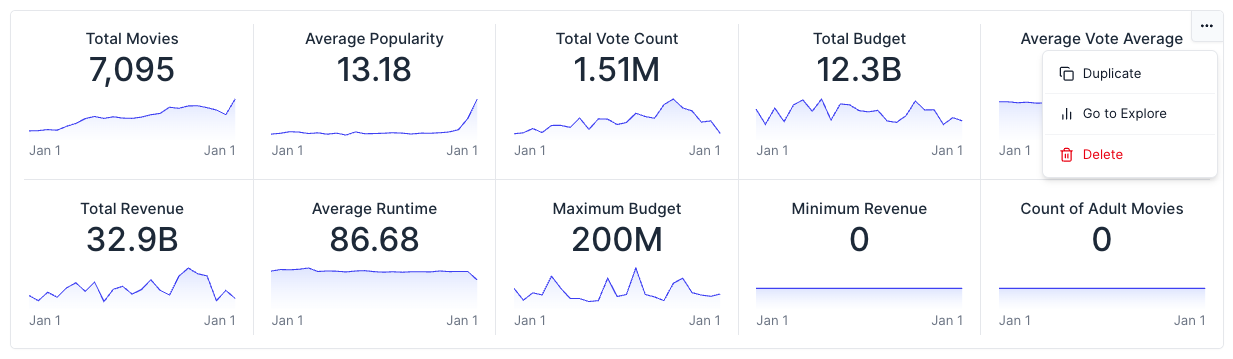 Total Movies
7,095
Jan 1 Jan 1
Average Popularity
13.18
Jan 1 Jan 1
Total Vote Count
1.51M
Jan 1 Jan 1
Total Budget
12.3B
Jan 1 Jan 1
Average Vote Average
Jan 1
Duplicate
Go to Explore
Delete
Total Revenue
32.9B
Jan 1 Jan 1
Average Runtime
86.68
Jan 1 Jan 1
Maximum Budget
200M
Jan 1 Jan 1
Minimum Revenue
0
Jan 1 Jan 1
Count of Adult Movies
0
Jan 1 Jan 1